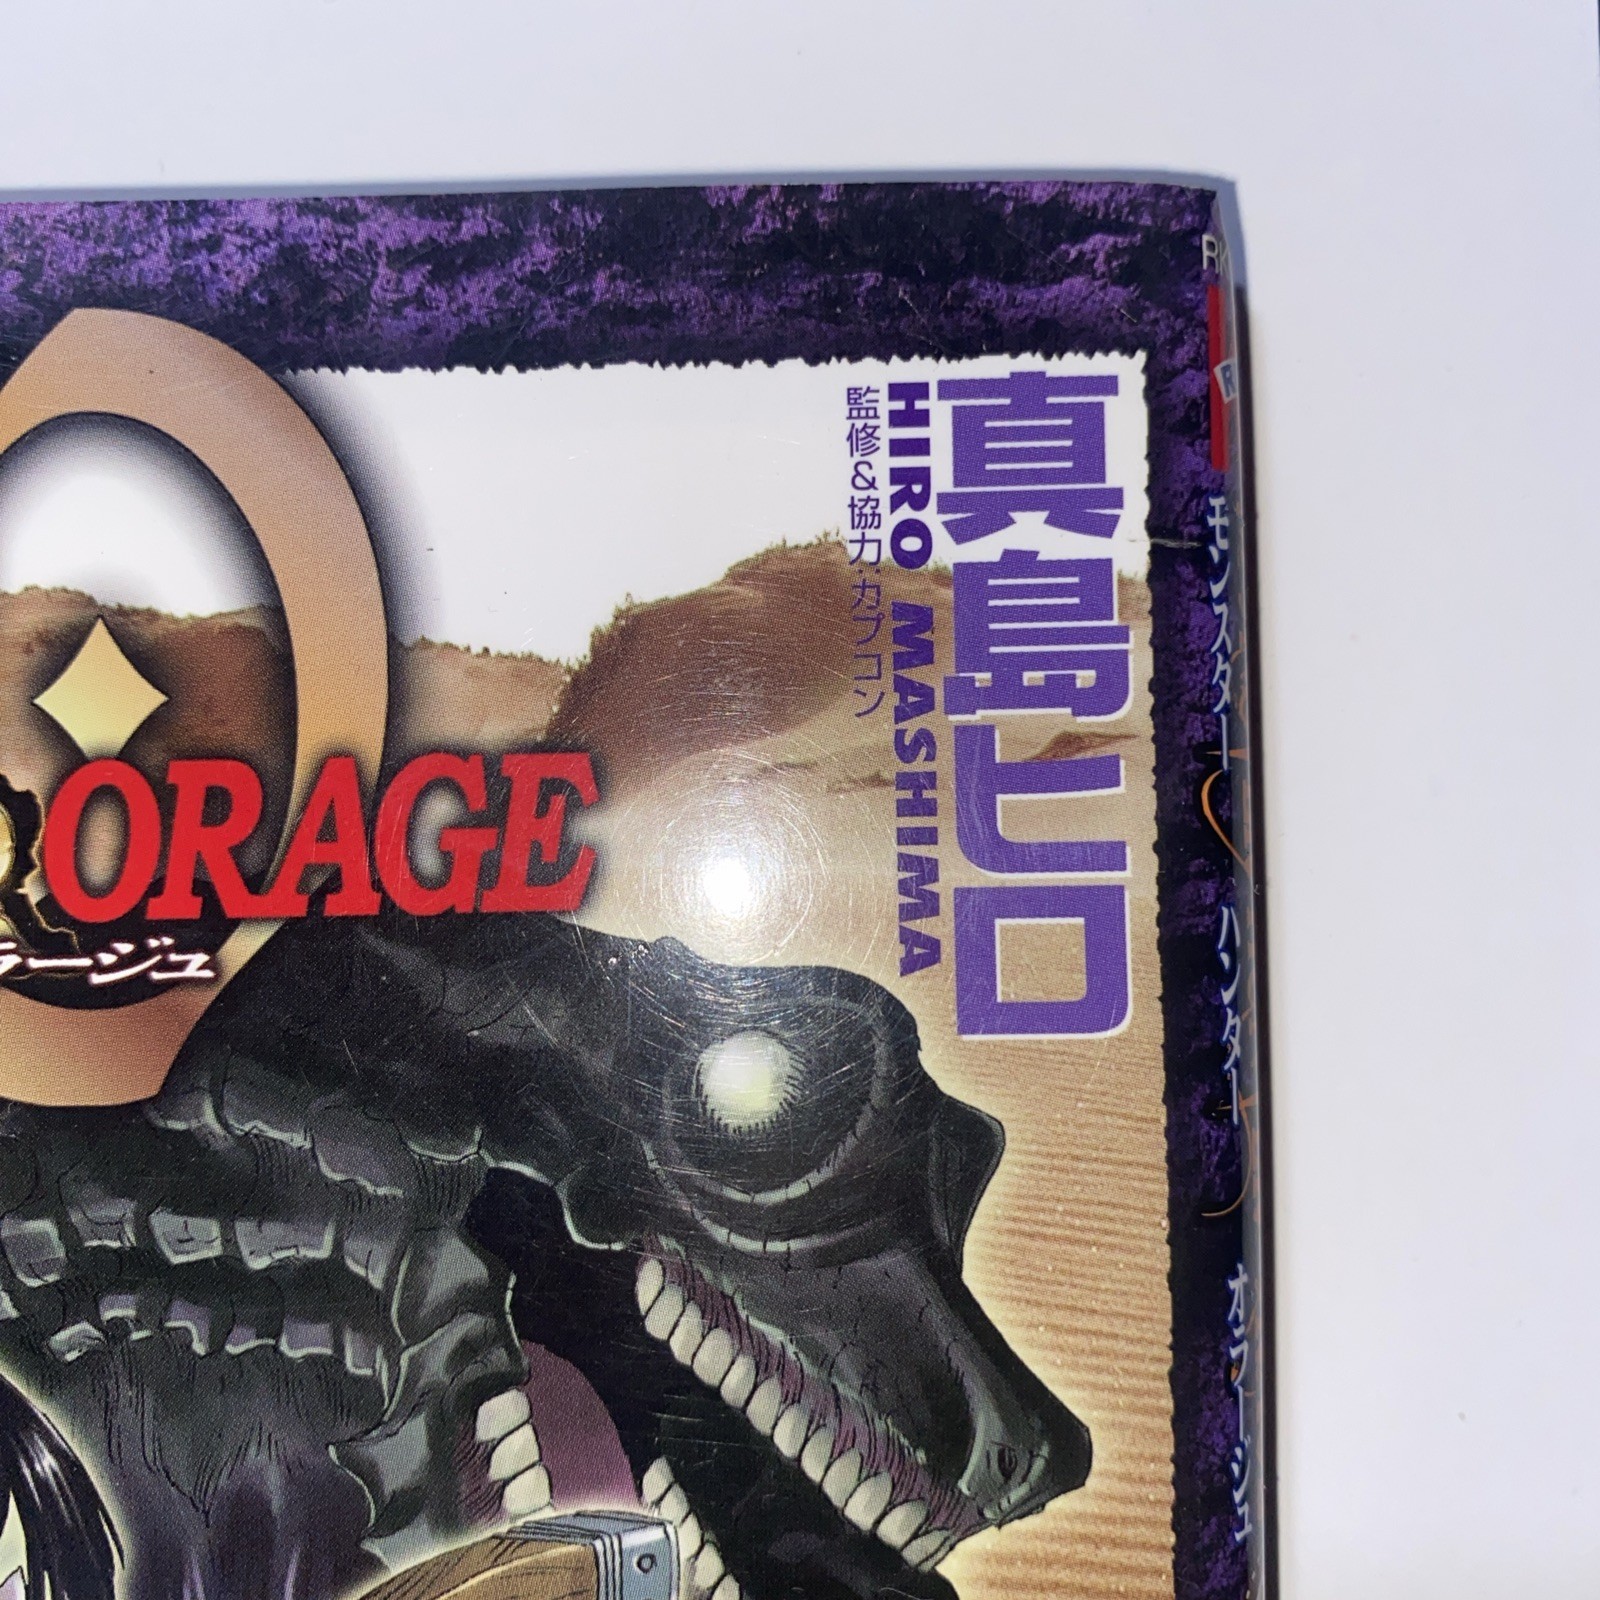 真島ヒロ
HIRO MASHIMA
監修&協力:カプコン
ORAGE
ラージュ
RK
R
モンスター ハンター オラージュ